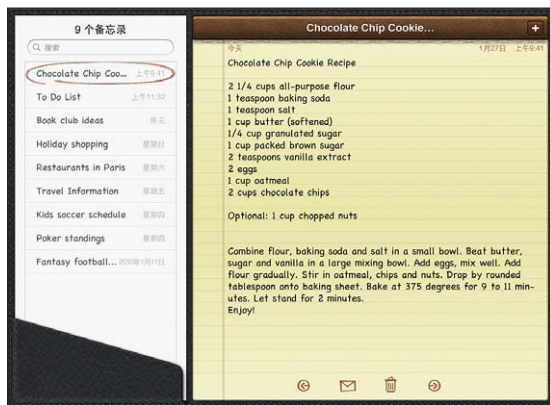 9 个备忘录
搜索
Chocolate Chip Coo... 上午9:41
To Do List 上午11:32
Book club ideas 昨天
Holiday shopping 星期日
Restaurants in Paris 星期六
Travel Information 星期五
Kids soccer schedule 星期四
Poker standings 星期四
Fantasy football... 2010年1月11日
Chocolate Chip Cookie...
+
今天 1月27日 上午9:41
Chocolate Chip Cookie Recipe
2 1/4 cups all-purpose flour
1 teaspoon baking soda
1 teaspoon salt
1 cup butter (softened)
1/4 cup granulated sugar
1 cup packed brown sugar
2 teaspoons vanilla extract
2 eggs
1 cup oatmeal
2 cups chocolate chips
Optional: 1 cup chopped nuts
Combine flour, baking soda and salt in a small bowl. Beat butter,
sugar and vanilla in a large mixing bowl. Add eggs, mix well. Add
flour gradually. Stir in oatmeal, chips and nuts. Drop by rounded
tablespoon onto baking sheet. Bake at 375 degrees for 9 to 11 min-
utes. Let stand for 2 minutes.
Enjoy!